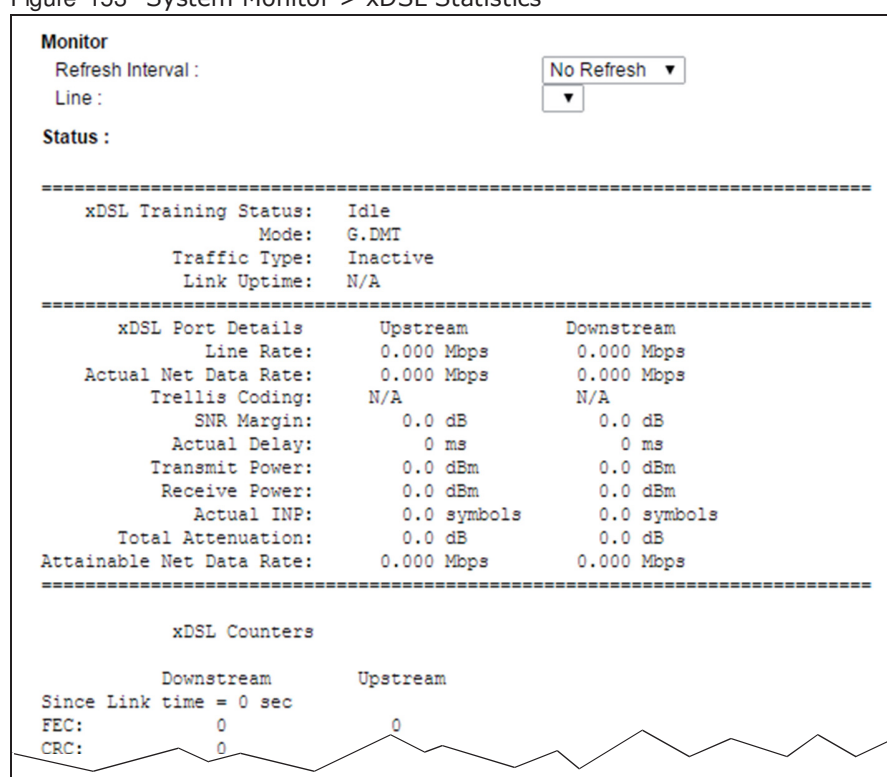 Figure 153 System Monitor > xDSL Statistics
Monitor
Refresh Interval : No Refresh ▼
Line : ▼
Status :
============================================================================
xDSL Training Status: Idle
Mode: G.DMT
Traffic Type: Inactive
Link Uptime: N/A
============================================================================
xDSL Port Details Upstream Downstream
Line Rate: 0.000 Mbps 0.000 Mbps
Actual Net Data Rate: 0.000 Mbps 0.000 Mbps
Trellis Coding: N/A N/A
SNR Margin: 0.0 dB 0.0 dB
Actual Delay: 0 ms 0 ms
Transmit Power: 0.0 dBm 0.0 dBm
Receive Power: 0.0 dBm 0.0 dBm
Actual INP: 0.0 symbols 0.0 symbols
Total Attenuation: 0.0 dB 0.0 dB
Attainable Net Data Rate: 0.000 Mbps 0.000 Mbps
============================================================================
xDSL Counters
Downstream Upstream
Since Link time = 0 sec
FEC: 0 0
CRC: 0